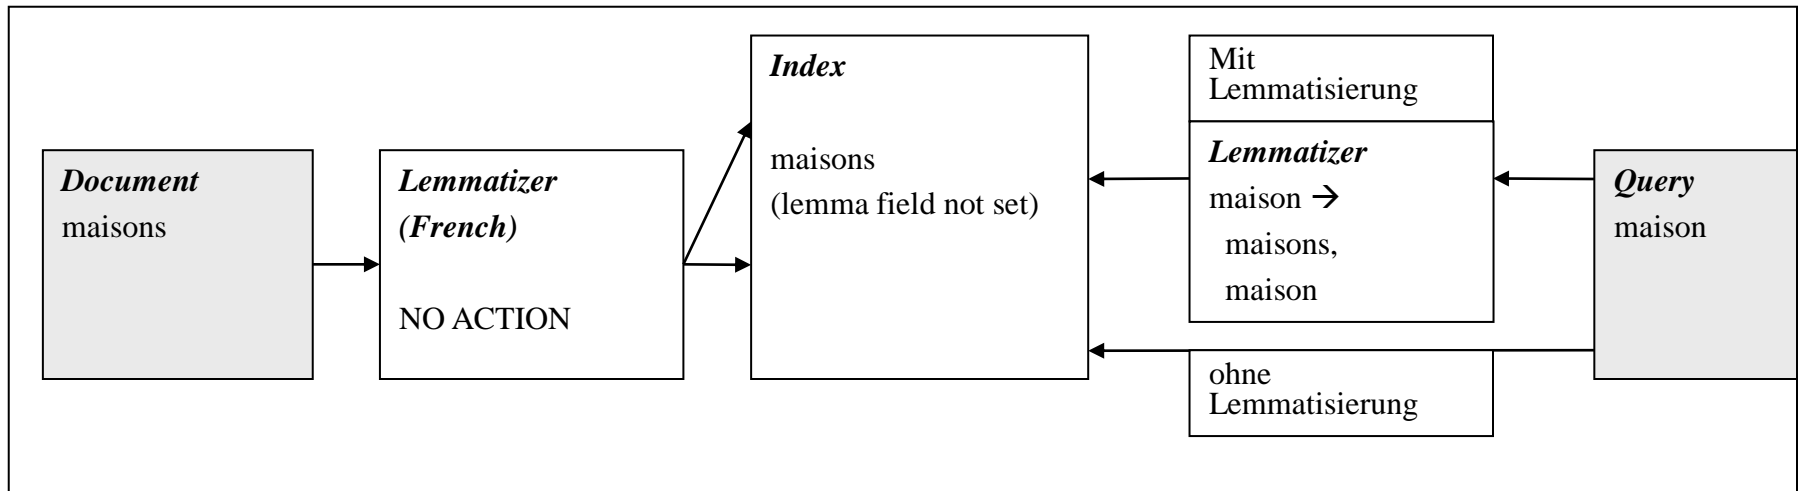 Document
maisons
Lemmatizer
(French)
NO ACTION
Index
maisons
(lemma field not set)
Mit
Lemmatisierung
Lemmatizer
maison →
maisons,
maison
ohne
Lemmatisierung
Query
maison